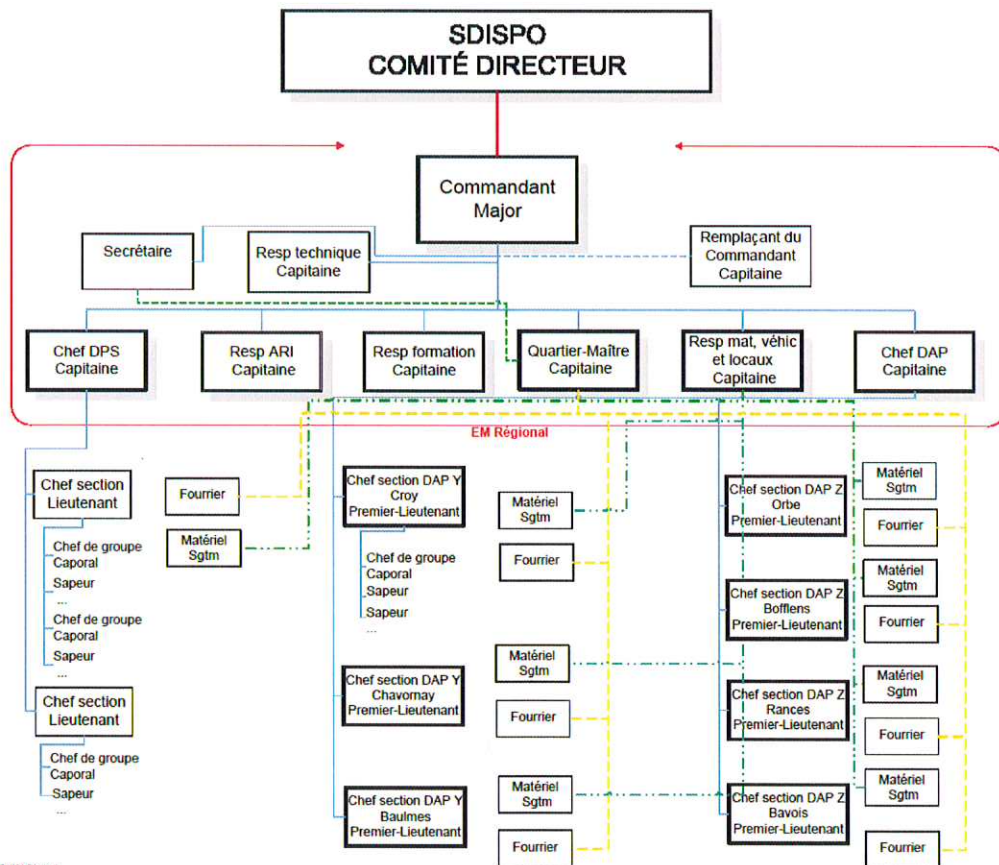 SDISPO
COMITÉ DIRECTEUR
Commandant
Major
Secrétaire
Resp technique
Capitaine
Remplaçant du
Commandant
Capitaine
Chef DPS
Capitaine
Resp ARI
Capitaine
Resp formation
Capitaine
Quartier-Maître
Capitaine
Resp mat, véhic
et locaux
Capitaine
Chef DAP
Capitaine
EM Régional
Chef section
Lieutenant
Chef de groupe
Caporal
Sapeur
...
Chef de groupe
Caporal
Sapeur
...
Chef section
Lieutenant
Chef de groupe
Caporal
Sapeur
...
Fourrier
Matériel
Sgtm
Chef section DAP Y
Croy
Premier-Lieutenant
Chef de groupe
Caporal
Sapeur
Sapeur
...
Chef section DAP Y
Chavornay
Premier-Lieutenant
Chef section DAP Y
Baulmes
Premier-Lieutenant
Matériel
Sgtm
Fourrier
Matériel
Sgtm
Fourrier
Matériel
Sgtm
Fourrier
Chef section DAP Z
Orbe
Premier-Lieutenant
Chef section DAP Z
Bofflens
Premier-Lieutenant
Chef section DAP Z
Rances
Premier-Lieutenant
Chef section DAP Z
Bavois
Premier-Lieutenant
Matériel
Sgtm
Fourrier
Matériel
Sgtm
Fourrier
Matériel
Sgtm
Fourrier
Matériel
Sgtm
Fourrier